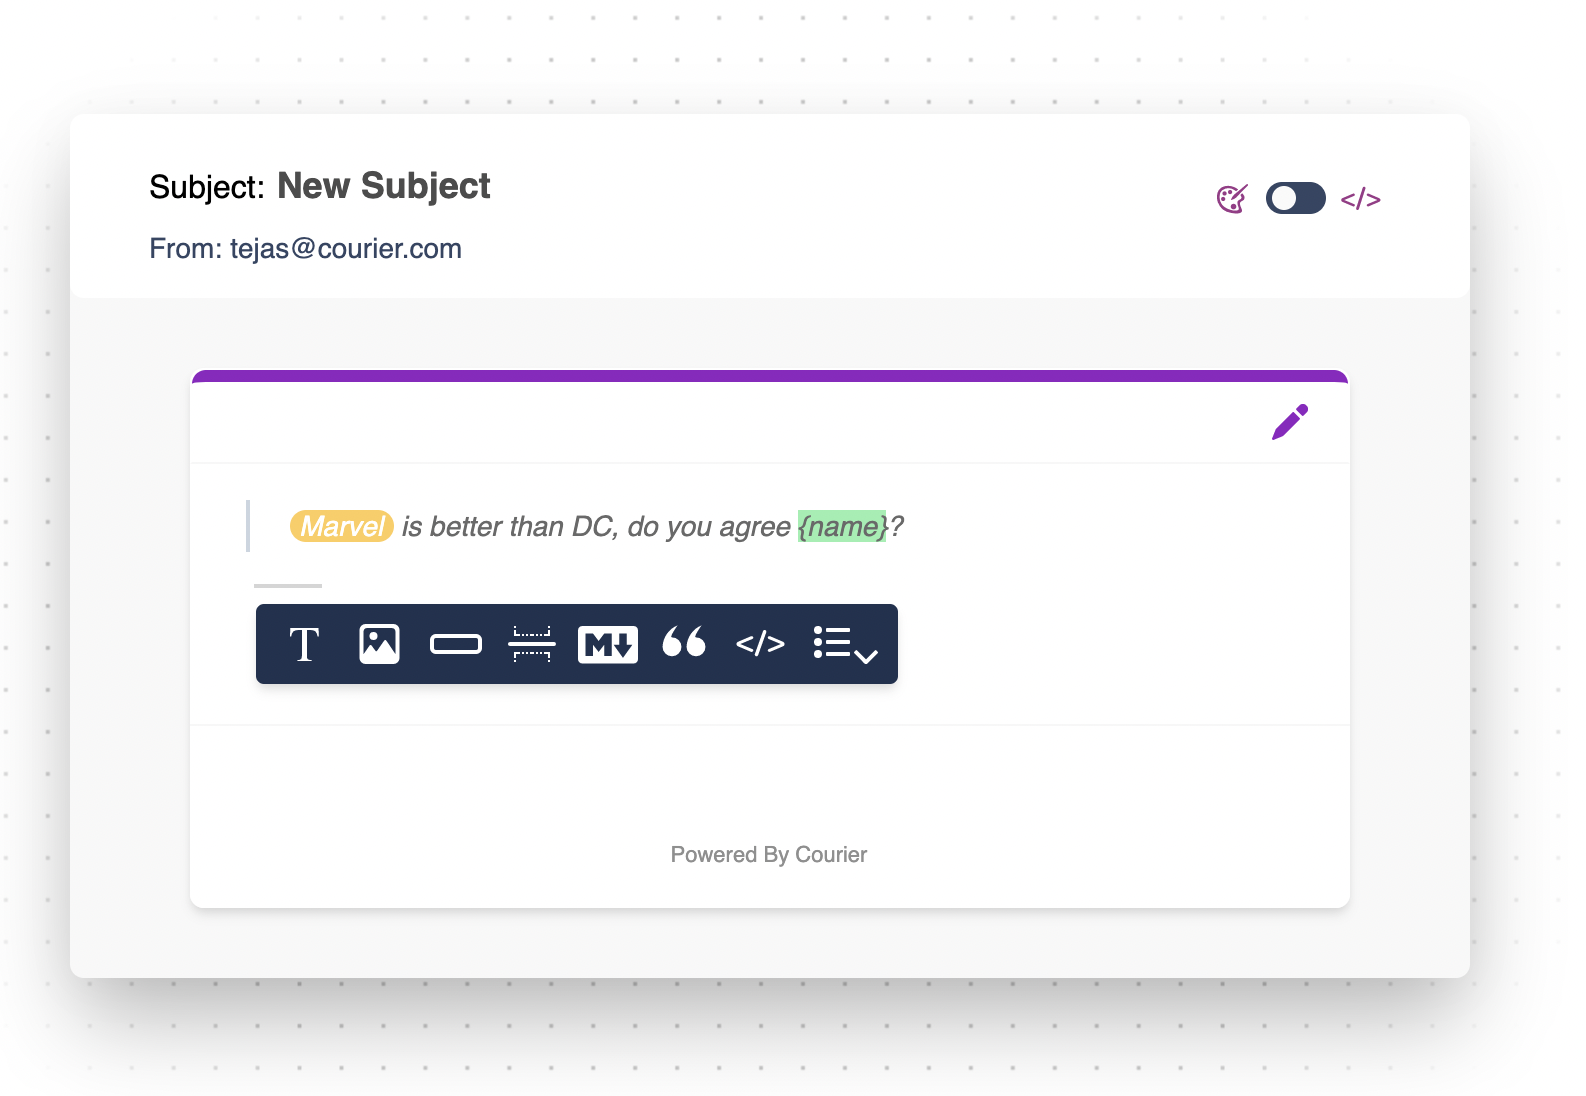 Subject: New Subject
</>
From: tejas@courier.com
Marvel is better than DC, do you agree {name}?
T M </>
Powered By Courier